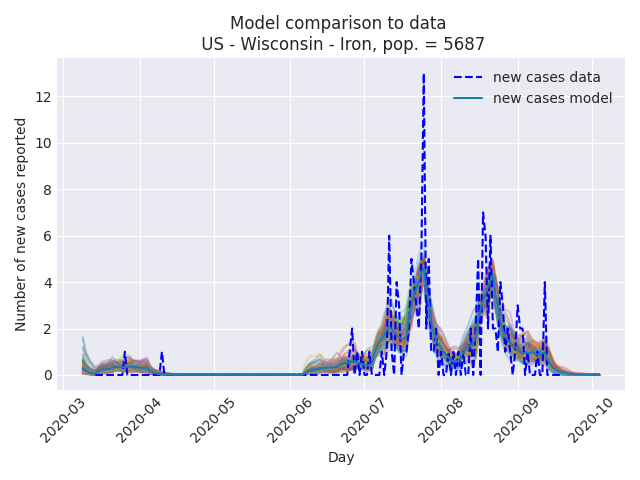 Model comparison to data
US - Wisconsin - Iron, pop. = 5687
new cases data
new cases model
Number of new cases reported
12
10
8
6
4
2
0
2020-03
2020-04
2020-05
2020-06
2020-07
2020-08
2020-09
2020-10
Day